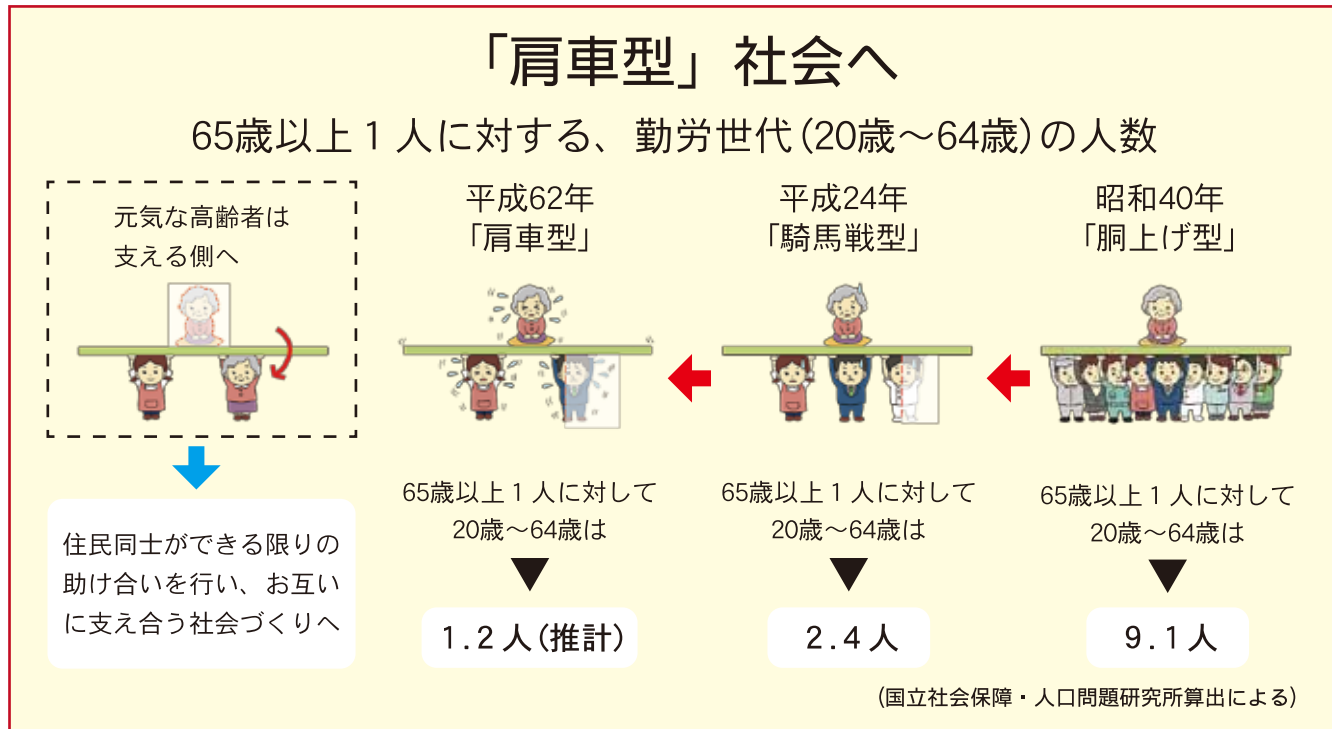 「肩車型」社会へ
65歳以上1人に対する、勤労世代(20歳～64歳)の人数
昭和40年
「胴上げ型」
65歳以上1人に対して
20歳～64歳は
9.1人
平成24年
「騎馬戦型」
65歳以上1人に対して
20歳～64歳は
2.4人
平成62年
「肩車型」
65歳以上1人に対して
20歳～64歳は
1.2人(推計)
元気な高齢者は
支える側へ
住民同士ができる限りの
助け合いを行い、お互い
に支え合う社会づくりへ
(国立社会保障・人口問題研究所算出による)